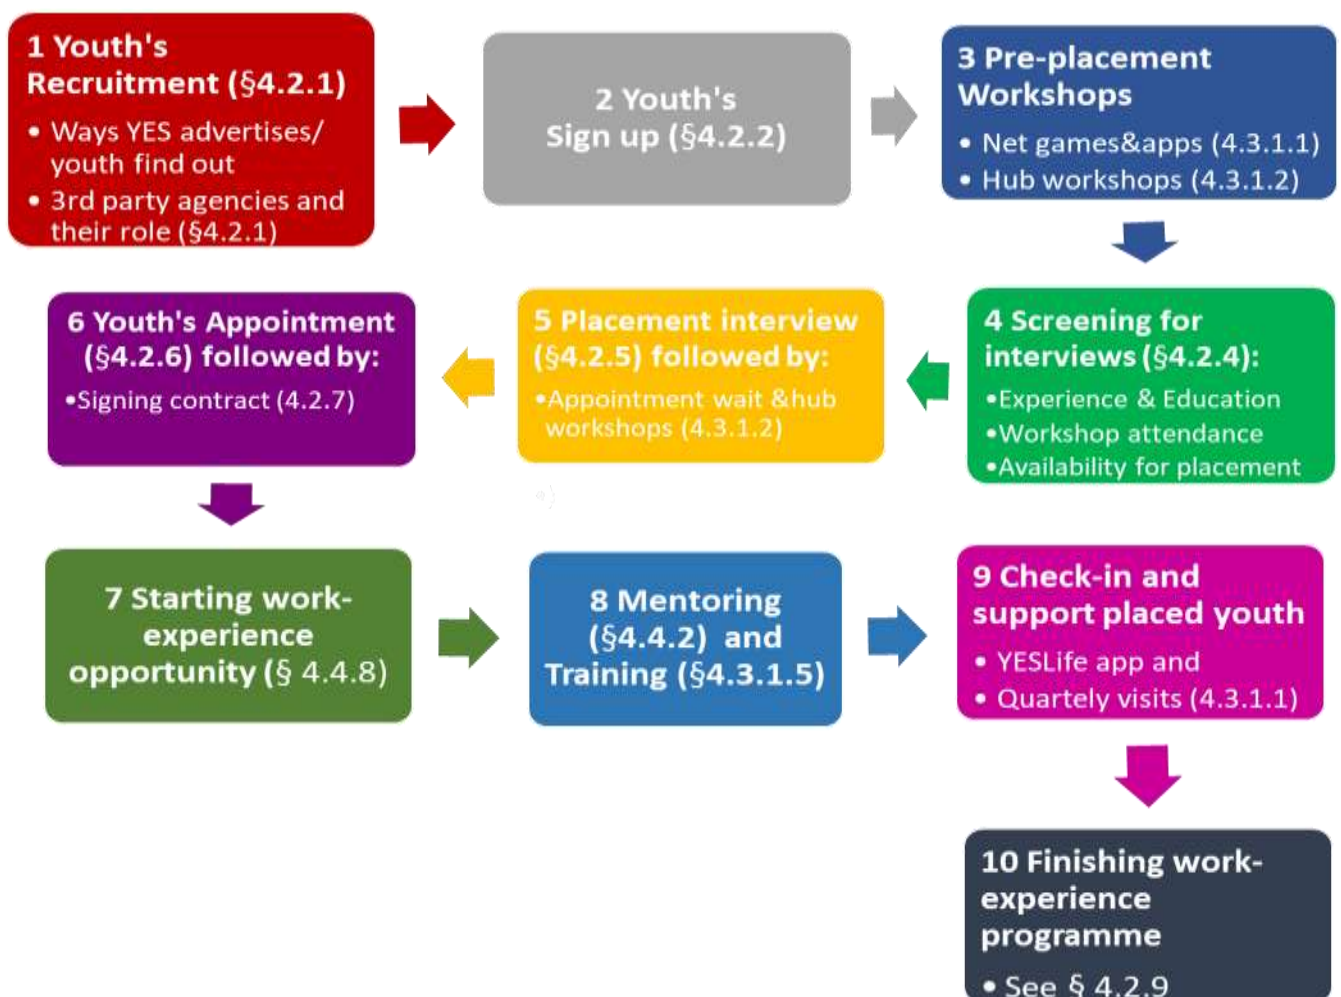 1 Youth's
Recruitment (§4.2.1)
• Ways YES advertises/
youth find out
• 3rd party agencies and
their role (§4.2.1)
2 Youth's
Sign up (§4.2.2)
3 Pre-placement
Workshops
• Net games&apps (4.3.1.1)
• Hub workshops (4.3.1.2)
4 Screening for
interviews (§4.2.4):
•Experience & Education
•Workshop attendance
•Availability for placement
5 Placement interview
(§4.2.5) followed by:
•Appointment wait &hub
workshops (4.3.1.2)
6 Youth's Appointment
(§4.2.6) followed by:
•Signing contract (4.2.7)
7 Starting work-
experience
opportunity (§ 4.4.8)
8 Mentoring
(§4.4.2) and
Training (§4.3.1.5)
9 Check-in and
support placed youth
• YESLife app and
• Quartely visits (4.3.1.1)
10 Finishing work-
experience
programme
• See § 4.2.9